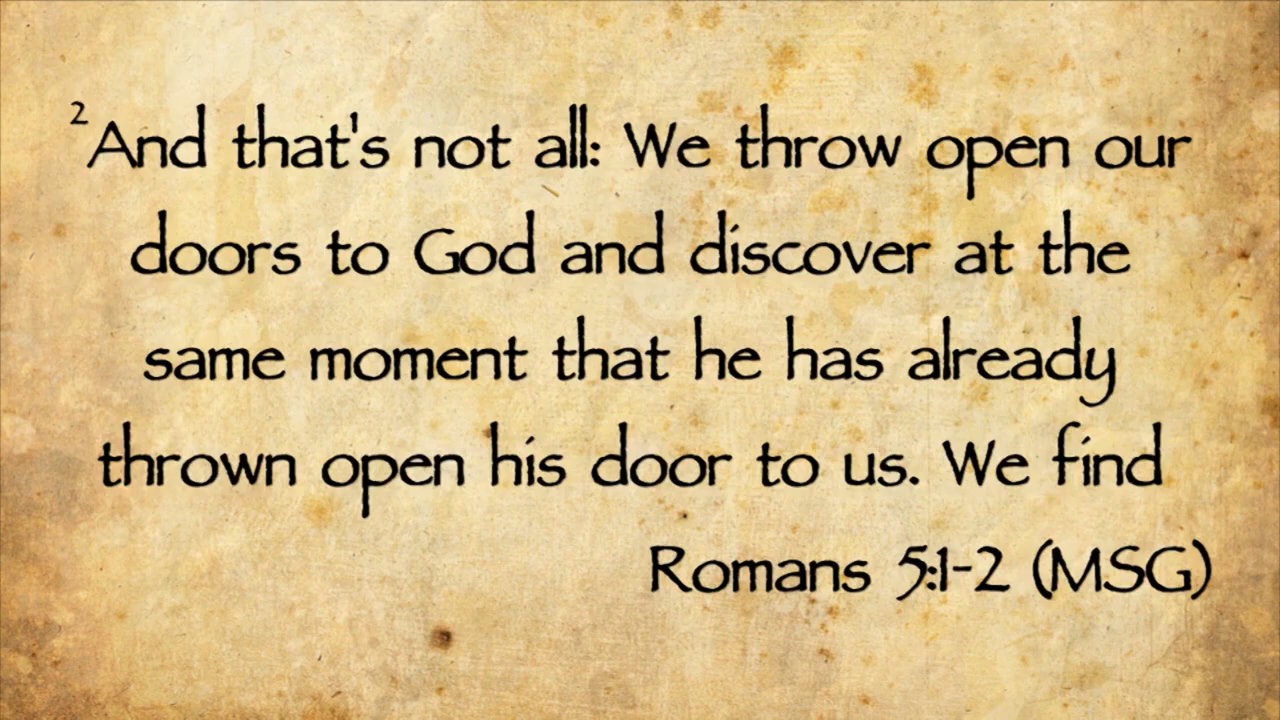 ²And that's not all: We throw open our
doors to God and discover at the
same moment that he has already
thrown open his door to us. We find
Romans 5:1-2 (MSG)